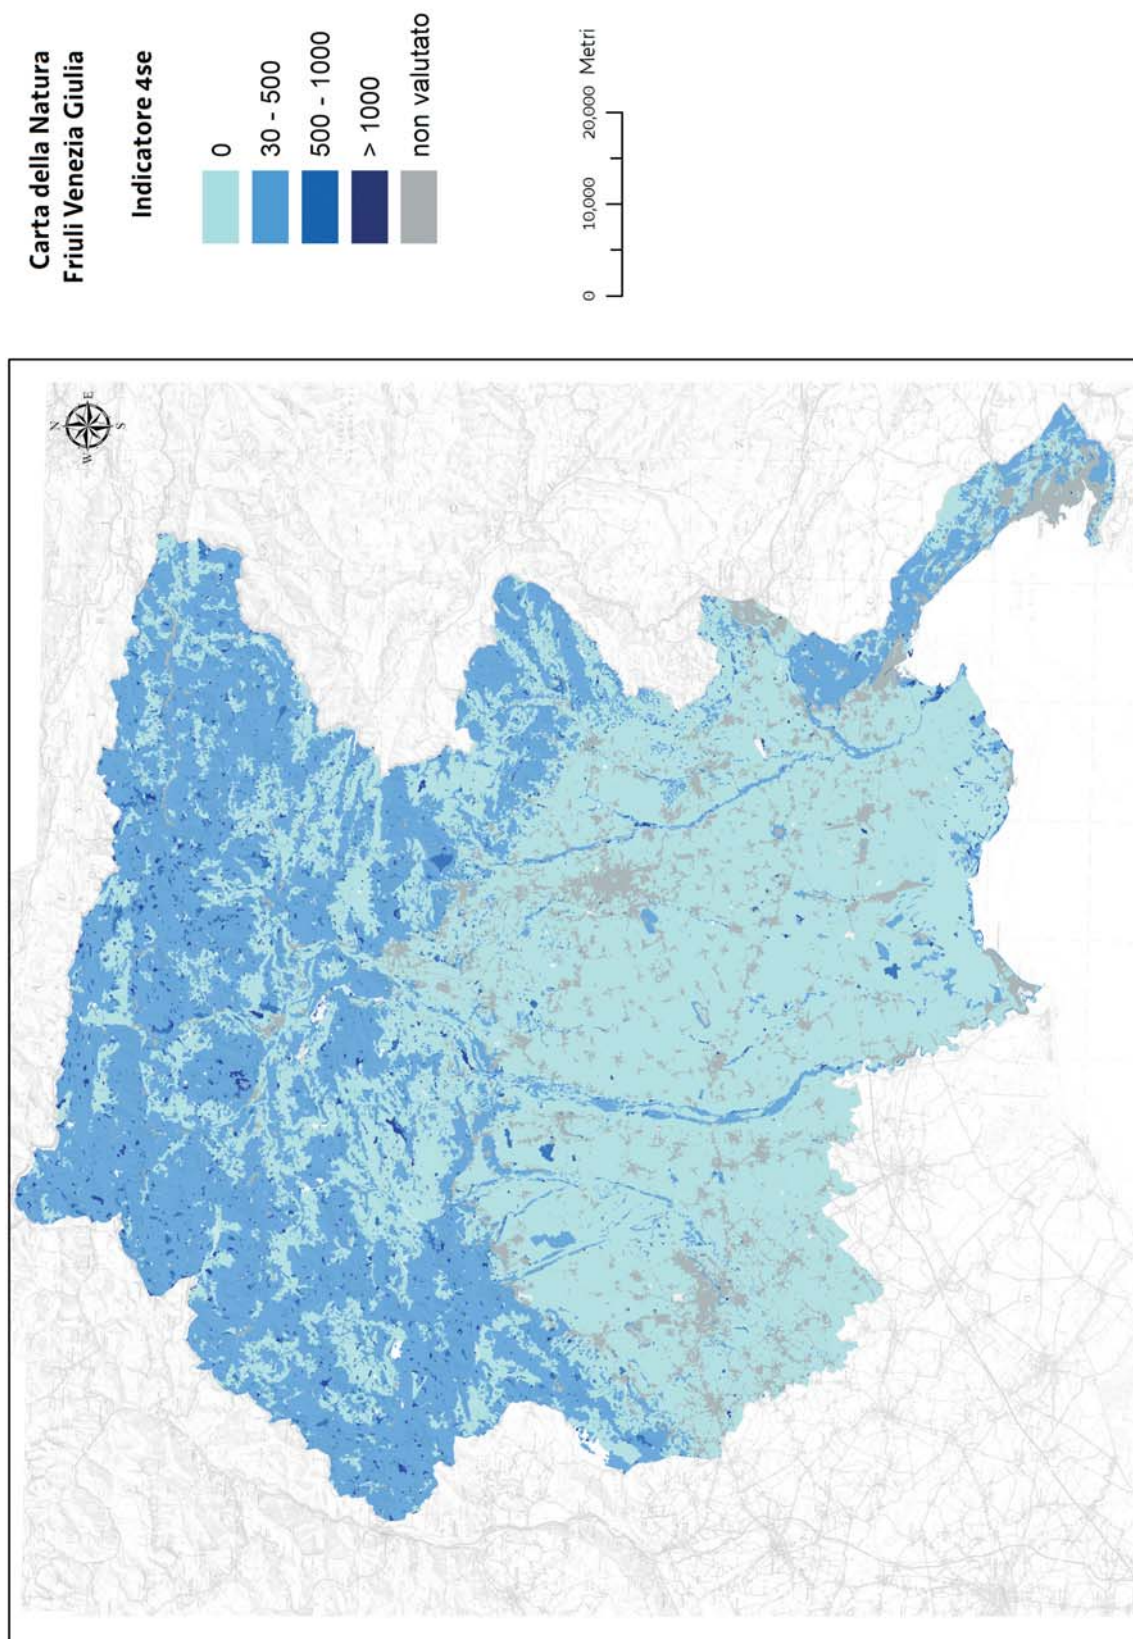 Carta della Natura
Friuli Venezia Giulia
Indicatore 4se
0
30 - 500
500 - 1000
> 1000
non valutato
0 10,000 20,000 Metri
N
W E
S